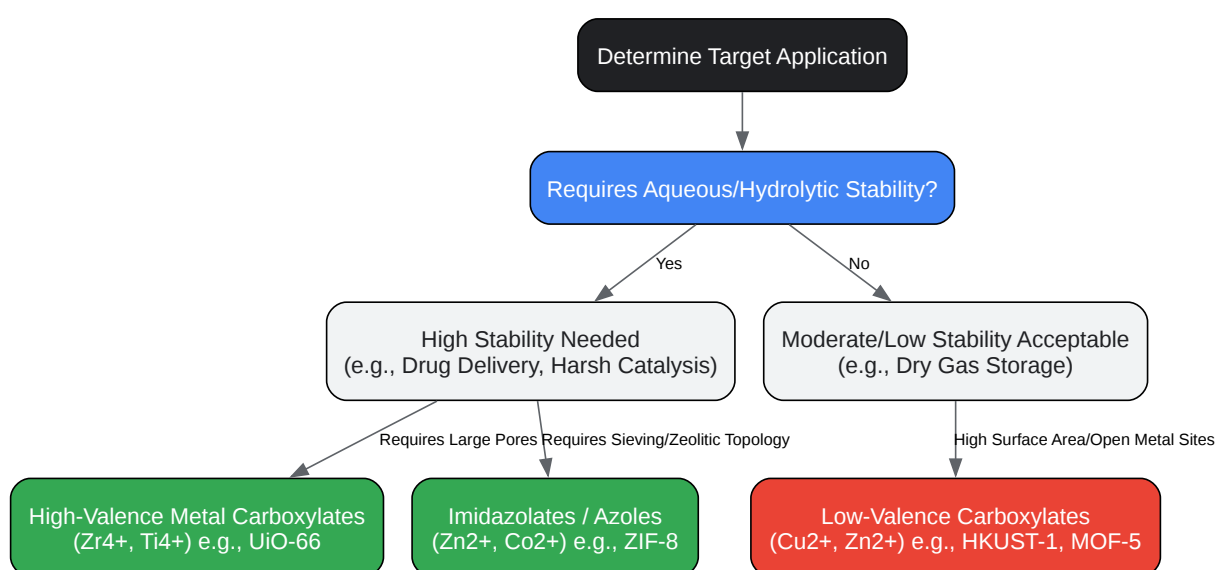 Determine Target Application
Requires Aqueous/Hydrolytic Stability?
Yes
No
High Stability Needed
(e.g., Drug Delivery, Harsh Catalysis)
Moderate/Low Stability Acceptable
(e.g., Dry Gas Storage)
Requires Large Pores
Requires Sieving/Zeolitic Topology
High Surface Area/Open Metal Sites
High-Valence Metal Carboxylates
(Zr4+, Ti4+) e.g., UiO-66
Imidazolates / Azoles
(Zn2+, Co2+) e.g., ZIF-8
Low-Valence Carboxylates
(Cu2+, Zn2+) e.g., HKUST-1, MOF-5